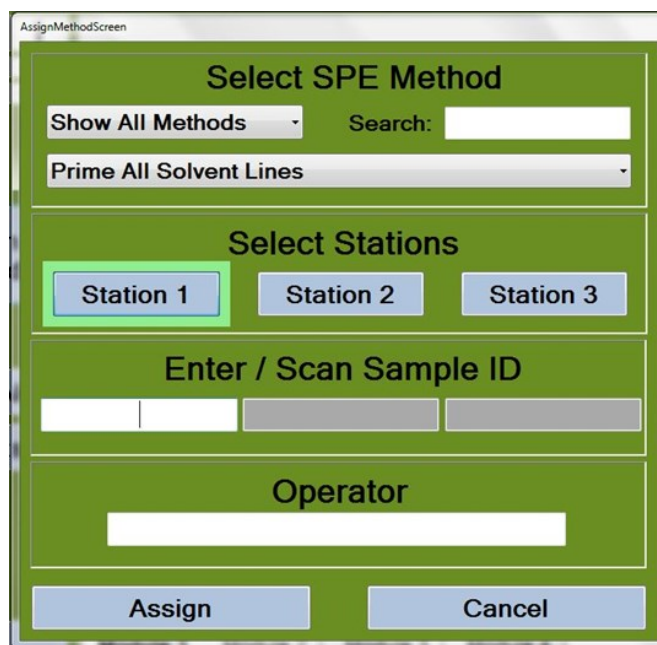 AssignMethodScreen
Select SPE Method
Show All Methods Search:
Prime All Solvent Lines
Select Stations
Station 1 Station 2 Station 3
Enter / Scan Sample ID
Operator
Assign Cancel